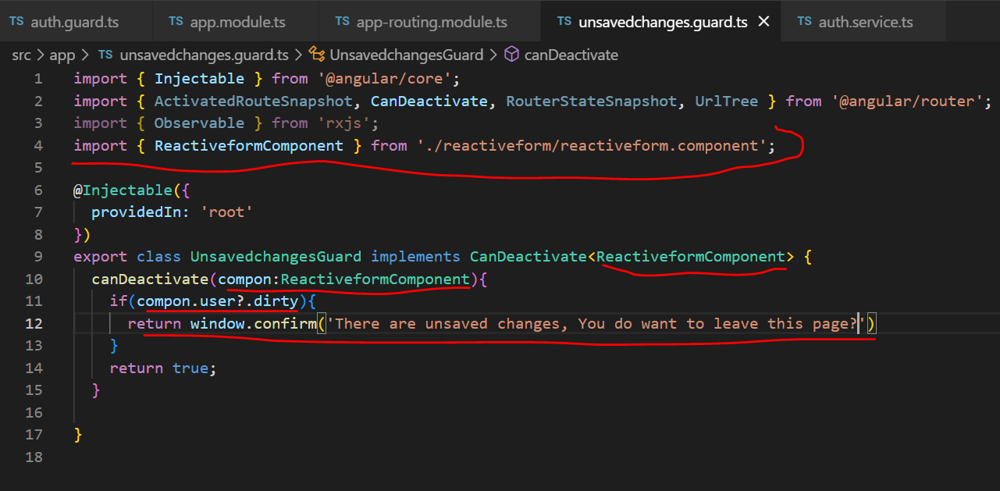 TS auth.guard.ts TS app.module.ts TS app-routing.module.ts TS unsavedchanges.guard.ts TS auth.service.ts
src > app > TS unsavedchanges.guard.ts > UnsavedchangesGuard > canDeactivate
1 import { Injectable } from '@angular/core';
2 import { ActivatedRouteSnapshot, CanDeactivate, RouterStateSnapshot, UrlTree } from '@angular/router';
3 import { Observable } from 'rxjs';
4 import { ReactiveformComponent } from './reactiveform/reactiveform.component';
5
6 @Injectable({
7 providedIn: 'root'
8 })
9 export class UnsavedchangesGuard implements CanDeactivate<ReactiveformComponent> {
10 canDeactivate(compon:ReactiveformComponent){
11 if(compon.user?.dirty){
12 return window.confirm('There are unsaved changes, You do want to leave this page?')
13 }
14 return true;
15 }
16
17 }
18